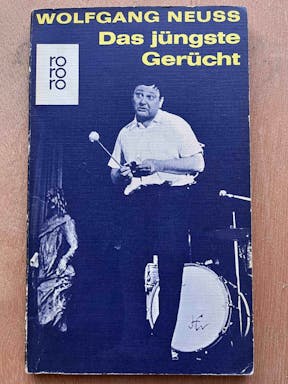 WOLFGANG NEUSS
Das jüngste
Gerücht
ro
ro
ro